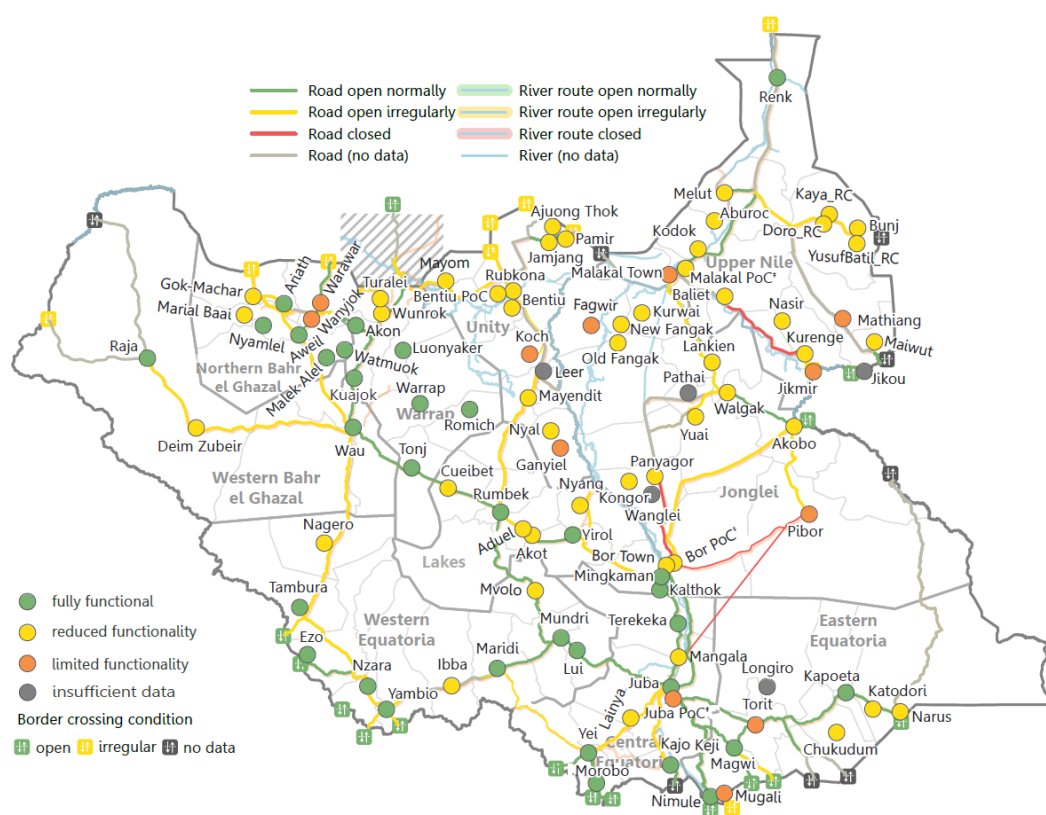 Renk
Road open normally
Road open irregularly
Road closed
Road (no data)
River route open normally
River route open irregularly
River route closed
River (no data)
Melut
Kaya_RC
Aburoc
Doro_RC
Bunj
YusufBatil_RC
Kodok
Upper Nile
Ajuong Thok
Pamir
Jamjang
Malakal Town
Malakal PoC‡
Baliet
Mayom
Rubkona
Bentiu PoC
Bentiu
Fagwir
Kurwai
New Fangak
Old Fangak
Nasir
Mathiang
Kurenge
Maiwut
Jikmir
Jikou
Unity
Koch
Leer
Lankien
Pathai
Mayendit
Walgak
Yuai
Akobo
Gok-Machar
Ariath
Warawar
Turalei
Wunrok
Marial Baai
Nyamlel
Aweil
Wanyjok
Akon
Luonyaker
Raja
Northern Bahr
el Ghazal
Malek-Alel
Watmuok
Kuajok
Warrap
Warrap
Romich
Nyal
Ganyiel
Deim Zubeir
Wau
Tonj
Western Bahr
el Ghazal
Cueibet
Rumbek
Nyang
Panyagor
Kongor
Wanglei
Jonglei
Pibor
Nagero
Lakes
Aduel
Akot
Yirol
Bor Town
Bor PoC‡
Mingkaman
Kalthok
Tambura
Mvolo
Western
Equatoria
Mundri
Terekeka
Eastern
Equatoria
Ezo
Nzara
Ibba
Maridi
Lui
Mangala
Longiro
Yambio
Juba
Juba PoC‡
Lainya
Torit
Kapoeta
Katodori
Narus
Yei
Central
Equatoria
Kajo Keji
Magwi
Chukudum
Morobo
Nimule
Mugali
fully functional
reduced functionality
limited functionality
insufficient data
Border crossing condition
open
irregular
no data